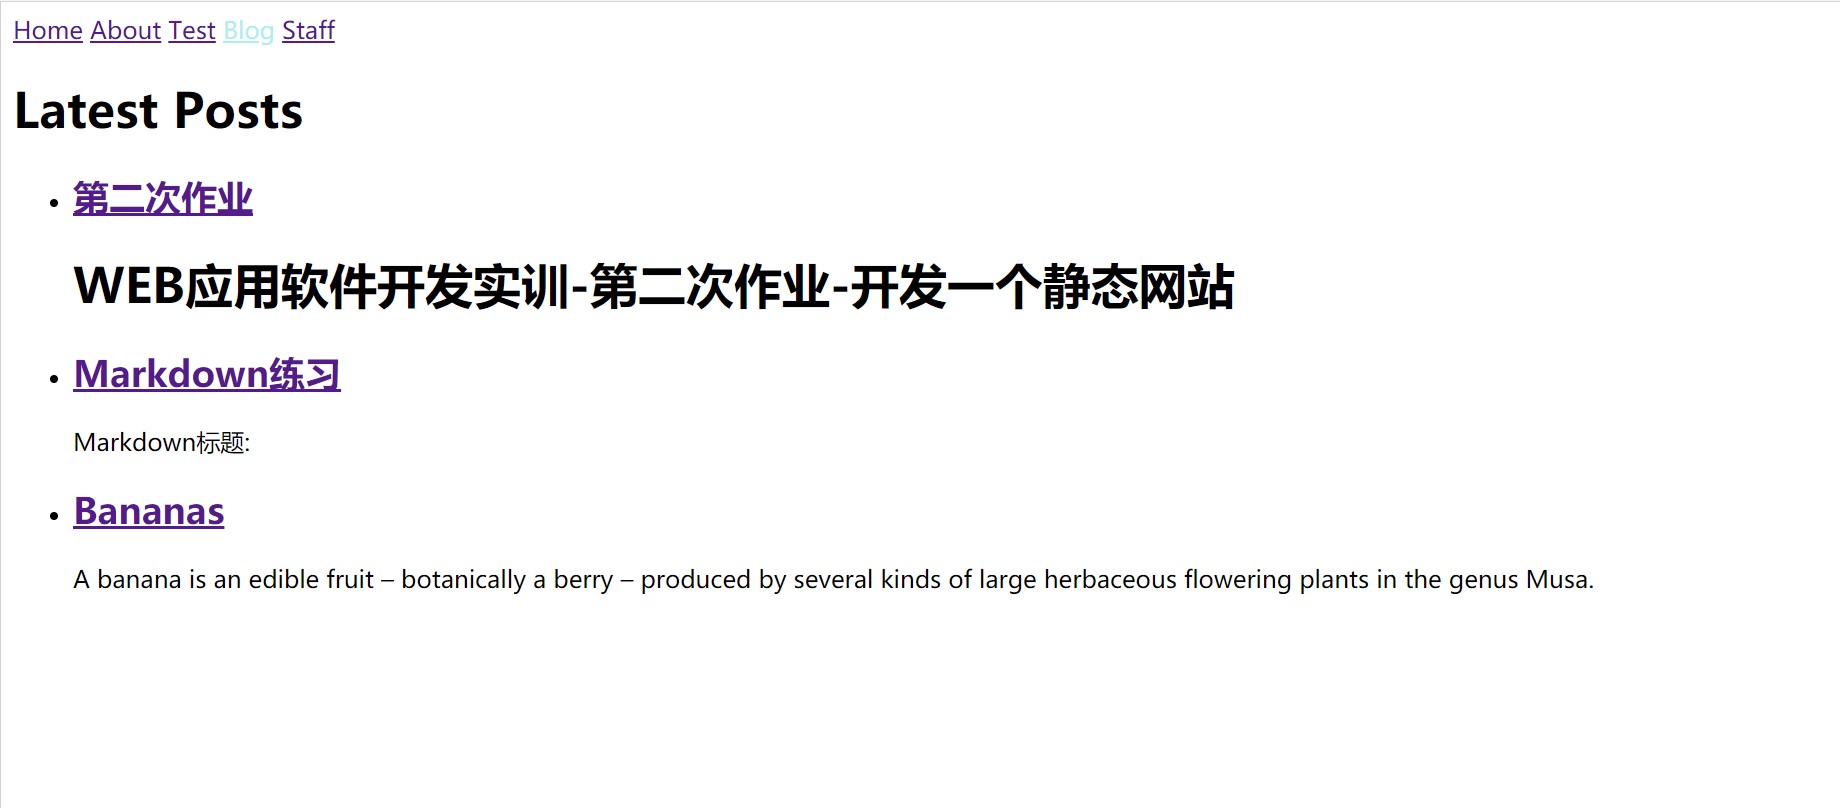 Home About Test Blog Staff
Latest Posts
第二次作业
WEB应用软件开发实训-第二次作业-开发一个静态网站
Markdown练习
Markdown标题:
Bananas
A banana is an edible fruit – botanically a berry – produced by several kinds of large herbaceous flowering plants in the genus Musa.